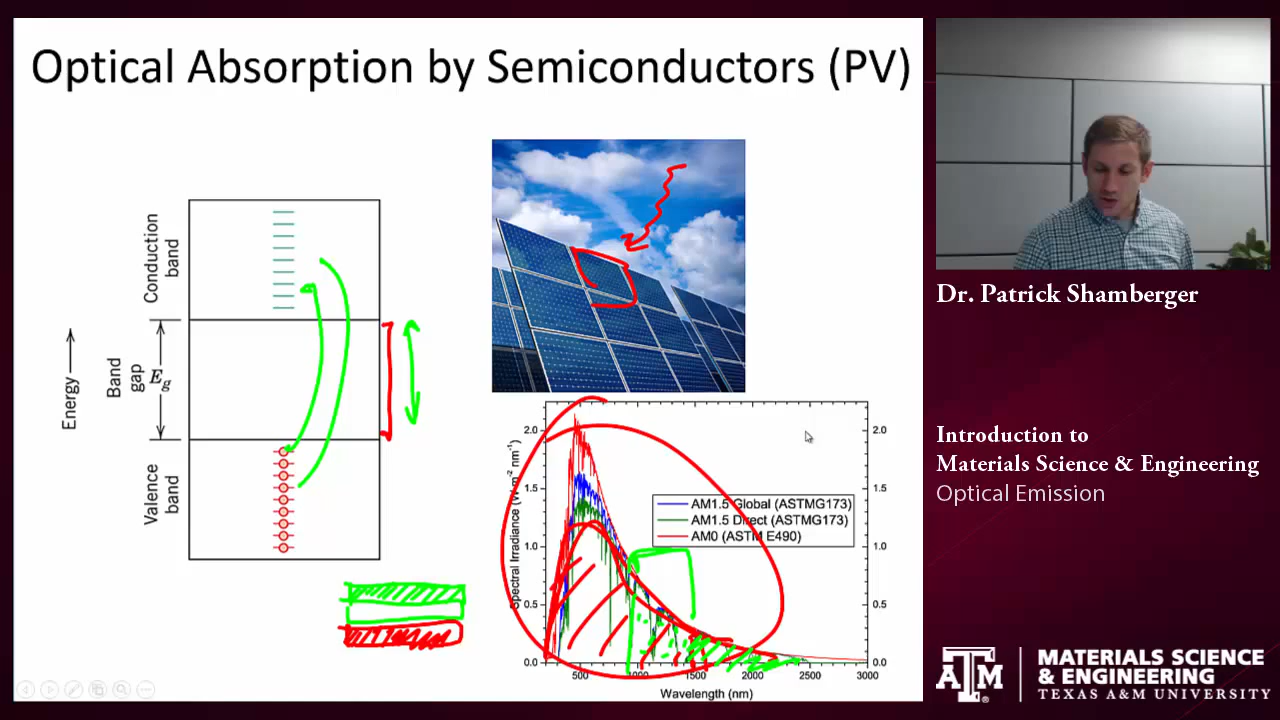 Optical Absorption by Semiconductors (PV)
Conduction
band
Band
gap
E_g
Valence
band
Energy
2.0
1.5
1.0
0.5
0.0
2.0
1.5
1.0
0.5
0.0
Spectral Irradiance (W m-2 nm-1)
AM1.5 Global (ASTMG173)
AM1.5 Direct (ASTMG173)
AM0 (ASTM E490)
500
1000
1500
2000
2500
3000
Wavelength (nm)
Dr. Patrick Shamberger
Introduction to
Materials Science & Engineering
Optical Emission
ATM
MATERIALS SCIENCE
& ENGINEERING
TEXAS A&M UNIVERSITY